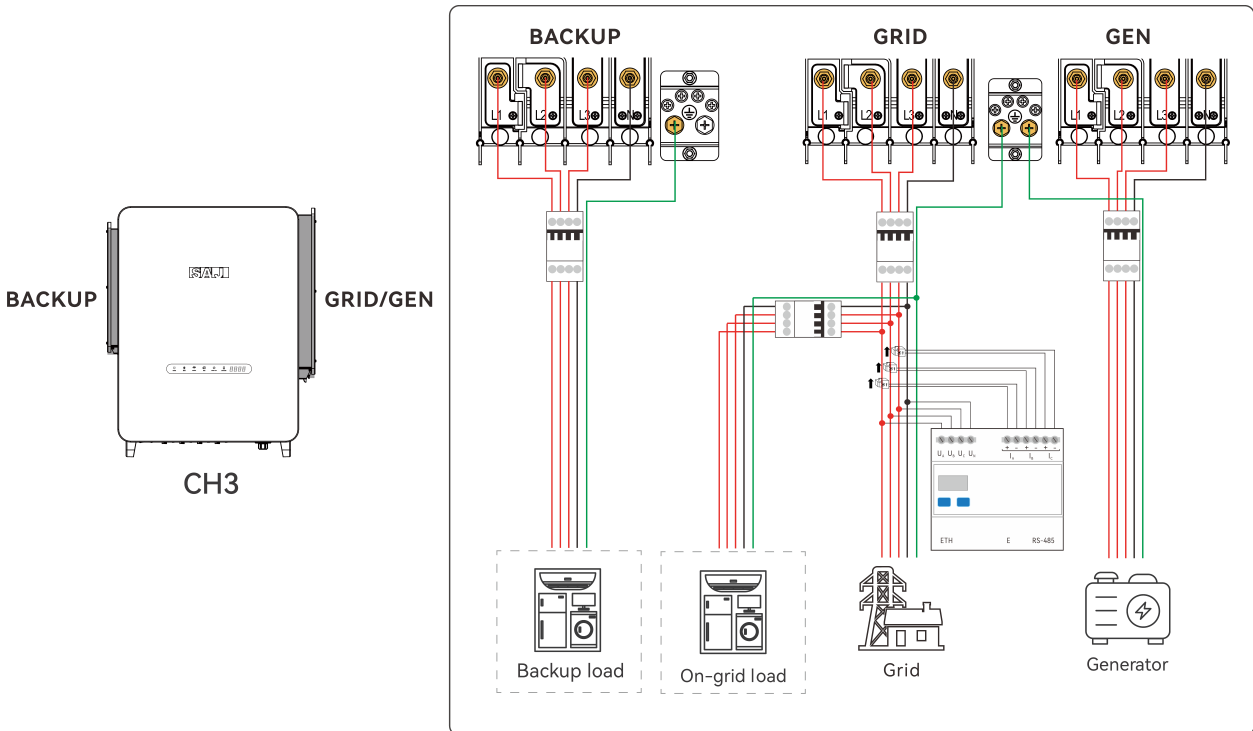 BACKUP
GRID
GEN
L1
L2
L3
N
L1
L2
L3
N
L1
L2
L3
N
SAJ
BACKUP
GRID/GEN
CH3
+ - + - + -
ETH
E
RS-485
Backup load
On-grid load
Grid
Generator